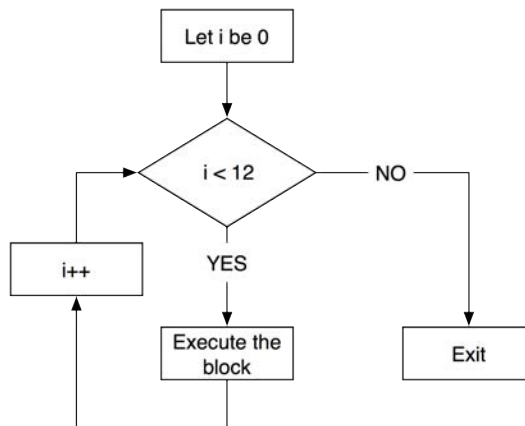 Let i be 0
i < 12
NO
YES
i++
Execute the
block
Exit